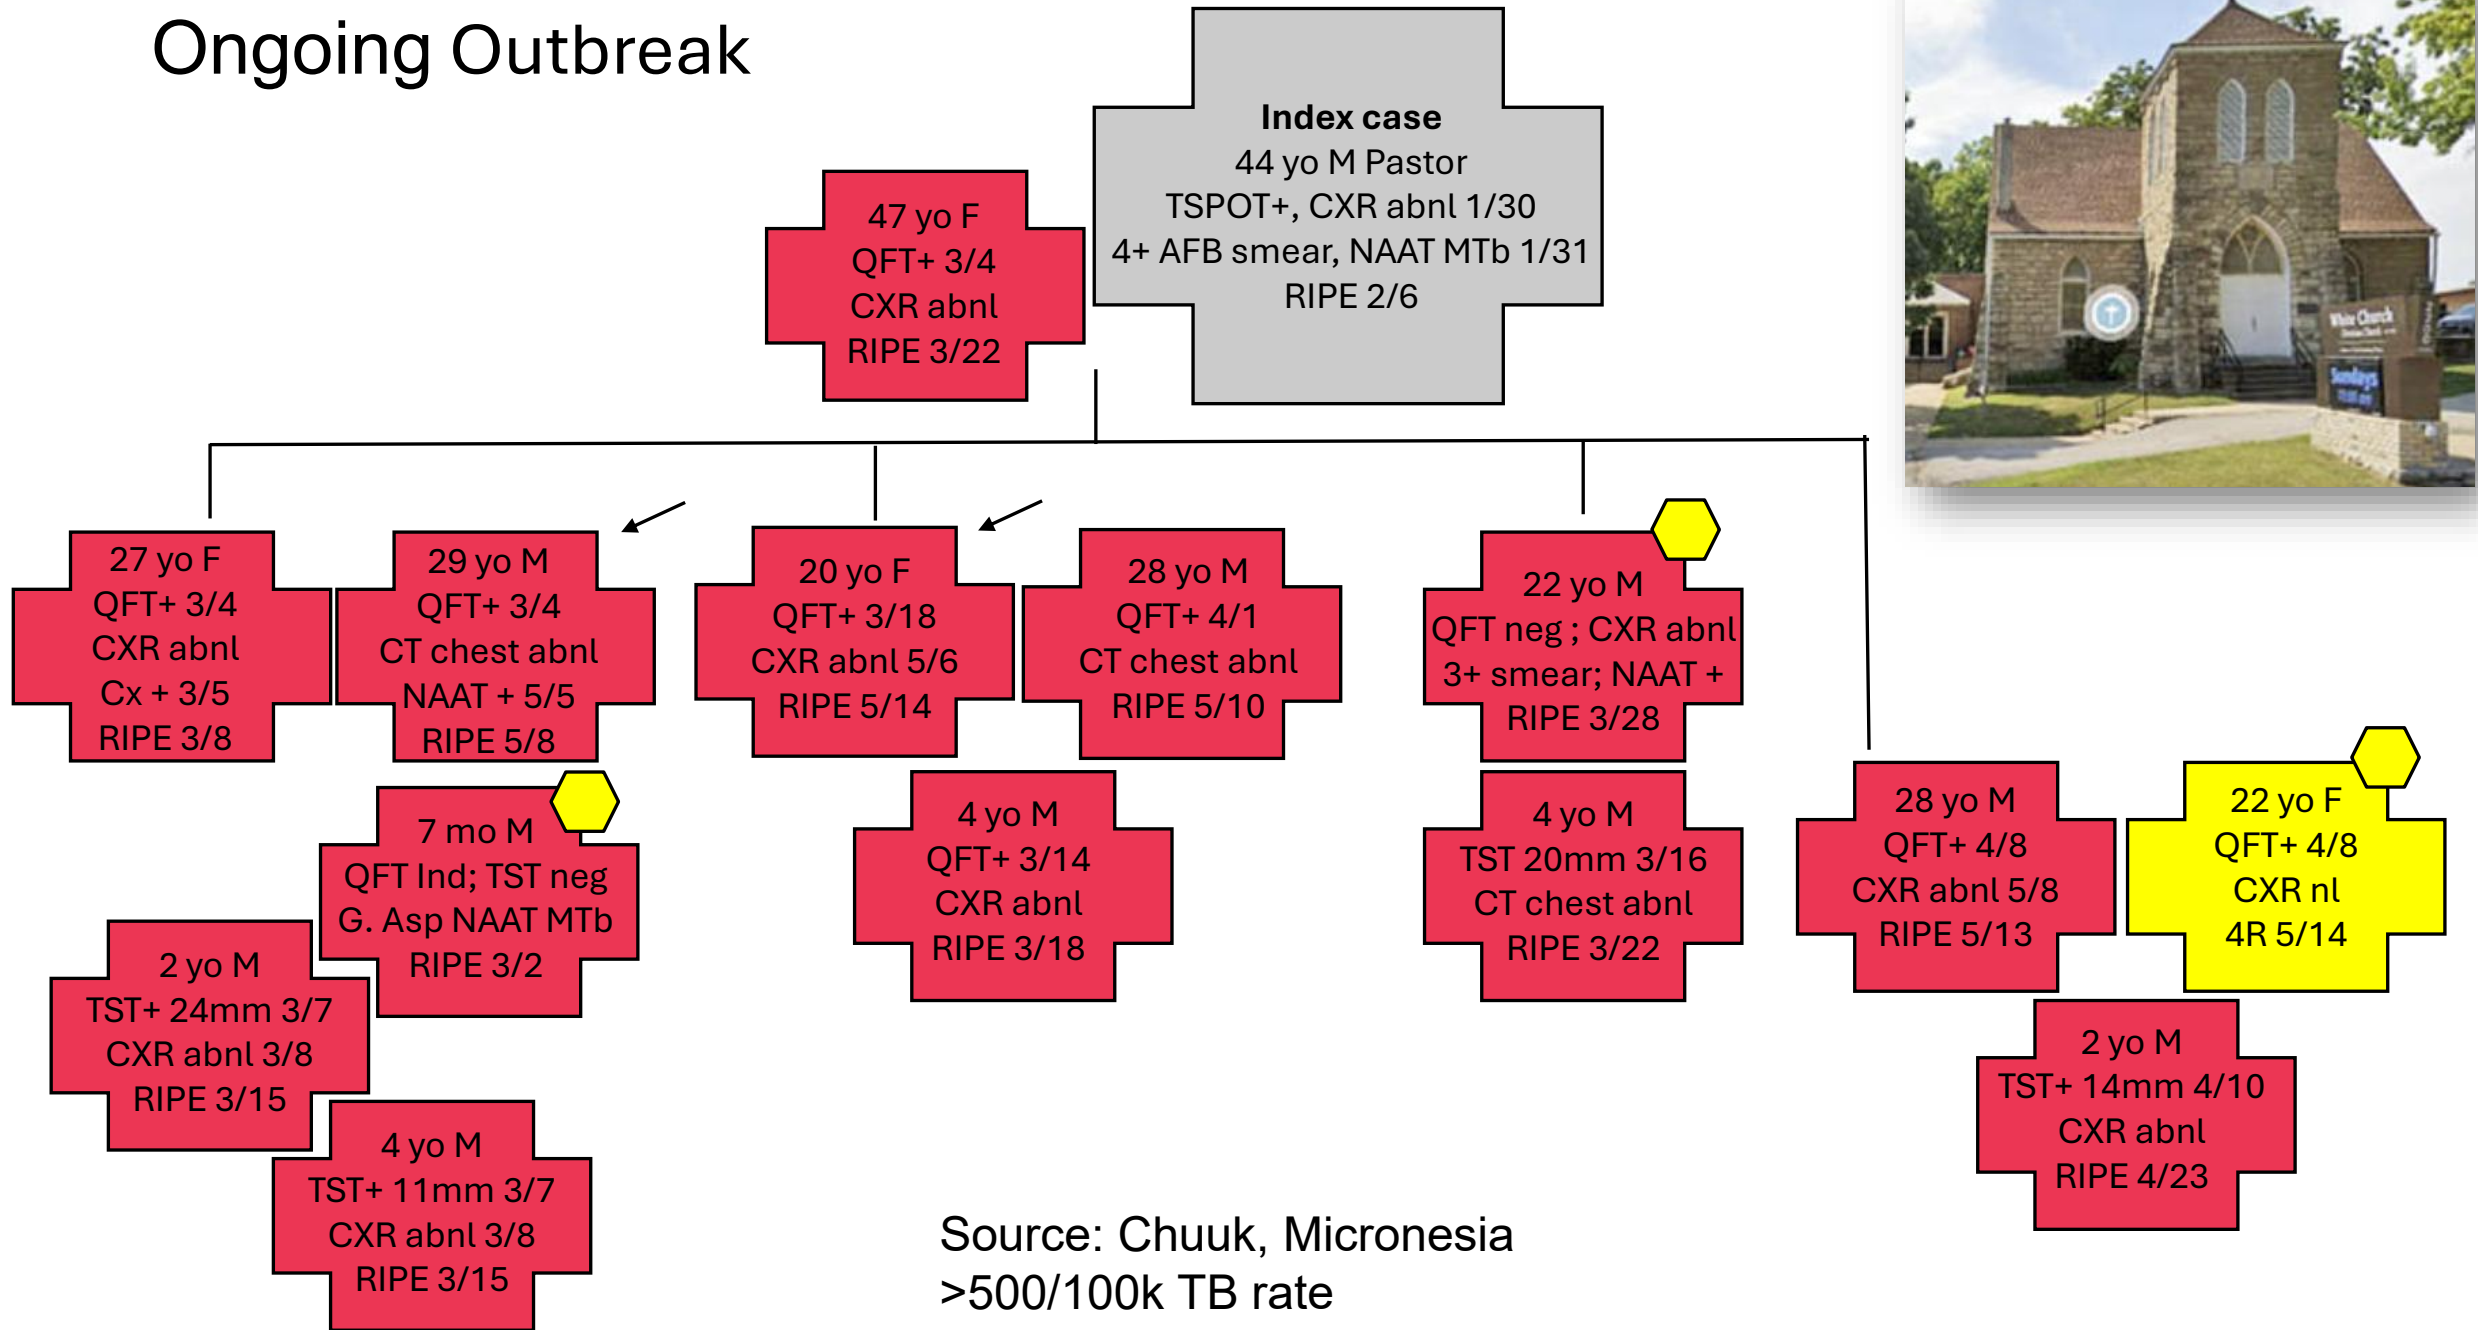 Ongoing Outbreak
Index case
44 yo M Pastor
TSPOT+, CXR abnl 1/30
4+ AFB smear, NAAT MTb 1/31
RIPE 2/6
47 yo F
QFT+ 3/4
CXR abnl
RIPE 3/22
White Church
Sundays
27 yo F
QFT+ 3/4
CXR abnl
Cx + 3/5
RIPE 3/8
29 yo M
QFT+ 3/4
CT chest abnl
NAAT + 5/5
RIPE 5/8
20 yo F
QFT+ 3/18
CXR abnl 5/6
RIPE 5/14
28 yo M
QFT+ 4/1
CT chest abnl
RIPE 5/10
22 yo M
QFT neg ; CXR abnl
3+ smear; NAAT +
RIPE 3/28
28 yo M
QFT+ 4/8
CXR abnl 5/8
RIPE 5/13
22 yo F
QFT+ 4/8
CXR nl
4R 5/14
7 mo M
QFT Ind; TST neg
G. Asp NAAT MTb
RIPE 3/2
4 yo M
QFT+ 3/14
CXR abnl
RIPE 3/18
4 yo M
TST 20mm 3/16
CT chest abnl
RIPE 3/22
2 yo M
TST+ 24mm 3/7
CXR abnl 3/8
RIPE 3/15
2 yo M
TST+ 14mm 4/10
CXR abnl
RIPE 4/23
4 yo M
TST+ 11mm 3/7
CXR abnl 3/8
RIPE 3/15
Source: Chuuk, Micronesia
>500/100k TB rate